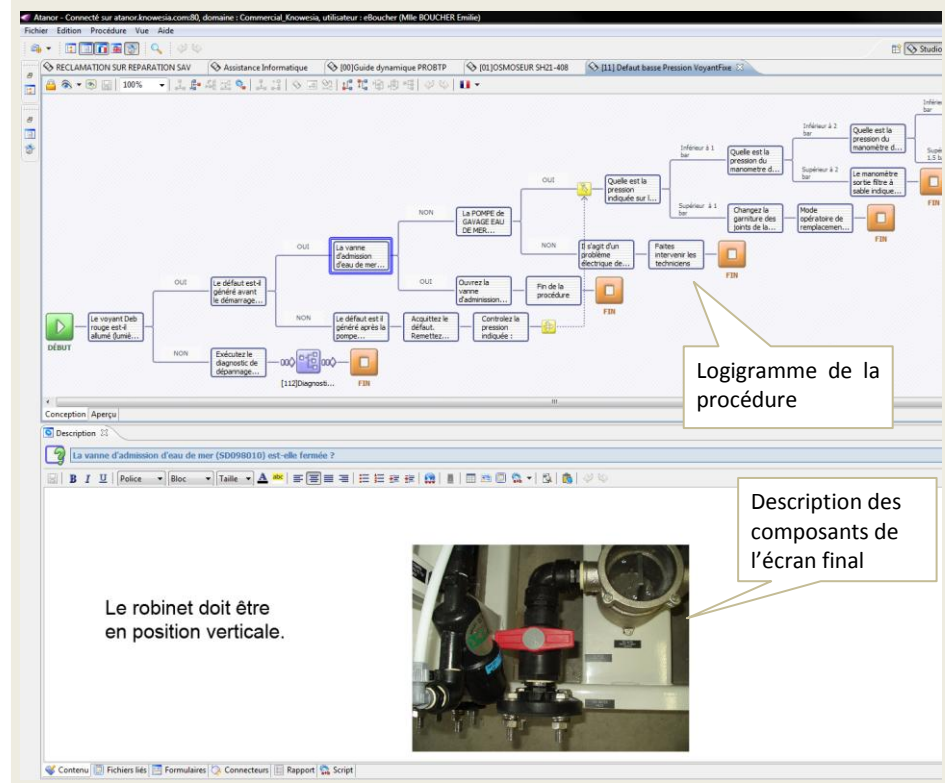 Atanor - Connecté sur atanor.knowesia.com:80, domaine : Commercial_Knowesia, utilisateur : eBoucher (Mlle BOUCHER Emilie)
Fichier Edition Procédure Vue Aide
Studio
RECLAMATION SUR REPARATION SAV
Assistance Informatique
[00]Guide dynamique PROBTP
[01]OSMOSEUR SH21-408
[11] Defaut basse Pression VoyantFixe
100%
Inférieur à 2
bar
Quelle est la
pression du
manomètre d...
Inférieur à 1
bar
Quelle est la
pression du
manometre d...
Supérieur à 2
bar
Le manomètre
sortie filtre à
sable indique...
1.5
FIN
OUI
Quelle est la
pression
indiquée sur l...
Supérieur à 1
bar
Changez la
garniture des
joints de la...
Mode
opératoire de
remplacemen...
FIN
NON
La POMPE de
GAVAGE EAU
DE MER...
NON
Il s'agit d'un
problème
électrique de...
Faites
intervenir les
techniciens
FIN
OUI
La vanne
d'admission
d'eau de mer...
OUI
Ouvrez la
vanne
d'adminission...
Fin de la
procédure
FIN
OUI
Le défaut est-il
généré avant
le démarrage...
NON
Le défaut est il
généré après la
pompe...
Acquittez le
défaut.
Remettez...
Controlez la
pression
indiquée :
DÉBUT
Le voyant Deb
rouge est-il
allumé (lumiè...
NON
Exécutez le
diagnostic de
dépannage...
[112]Diagnosti...
FIN
Logigramme de la
procédure
Conception Aperçu
Description
La vanne d'admission d'eau de mer (SD098010) est-elle fermée ?
B I U Police Bloc Taille A abc
Description des
composants de
l'écran final
Le robinet doit être
en position verticale.
Contenu Fichiers liés Formulaires Connecteurs Rapport Script